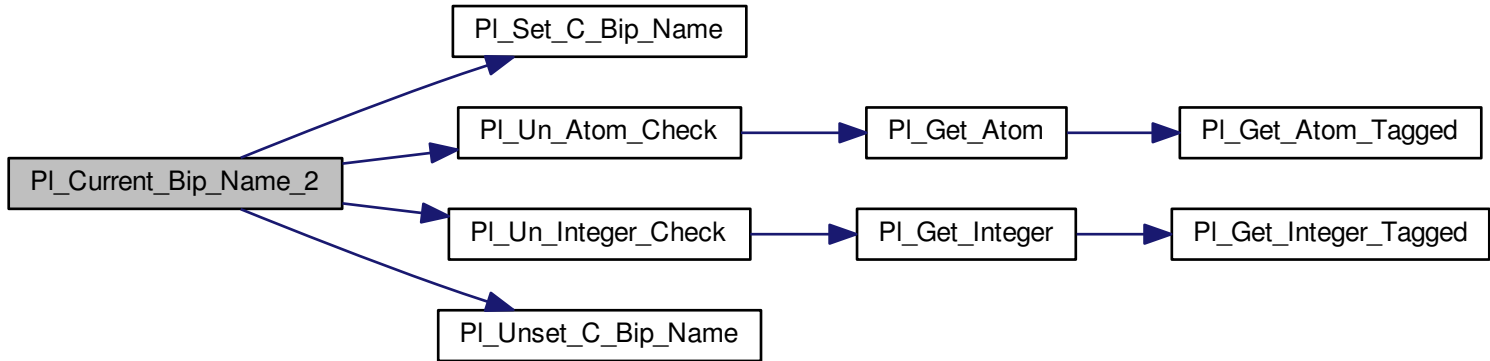 Pl_Set_C_Bip_Name
Pl_Un_Atom_Check
Pl_Get_Atom
Pl_Get_Atom_Tagged
Pl_Current_Bip_Name_2
Pl_Un_Integer_Check
Pl_Get_Integer
Pl_Get_Integer_Tagged
Pl_Unset_C_Bip_Name